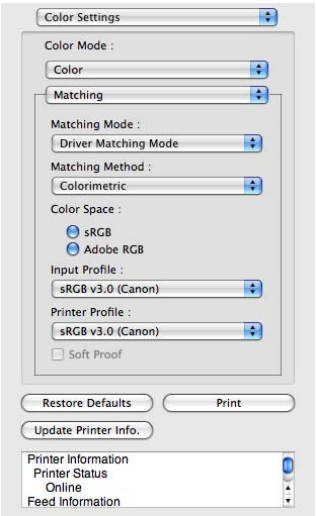 Color Settings
Color Mode :
Color
Matching
Matching Mode :
Driver Matching Mode
Matching Method :
Colorimetric
Color Space :
sRGB
Adobe RGB
Input Profile :
sRGB v3.0 (Canon)
Printer Profile :
sRGB v3.0 (Canon)
Soft Proof
Restore Defaults Print
Update Printer Info.
Printer Information
Printer Status
Online
Feed Information